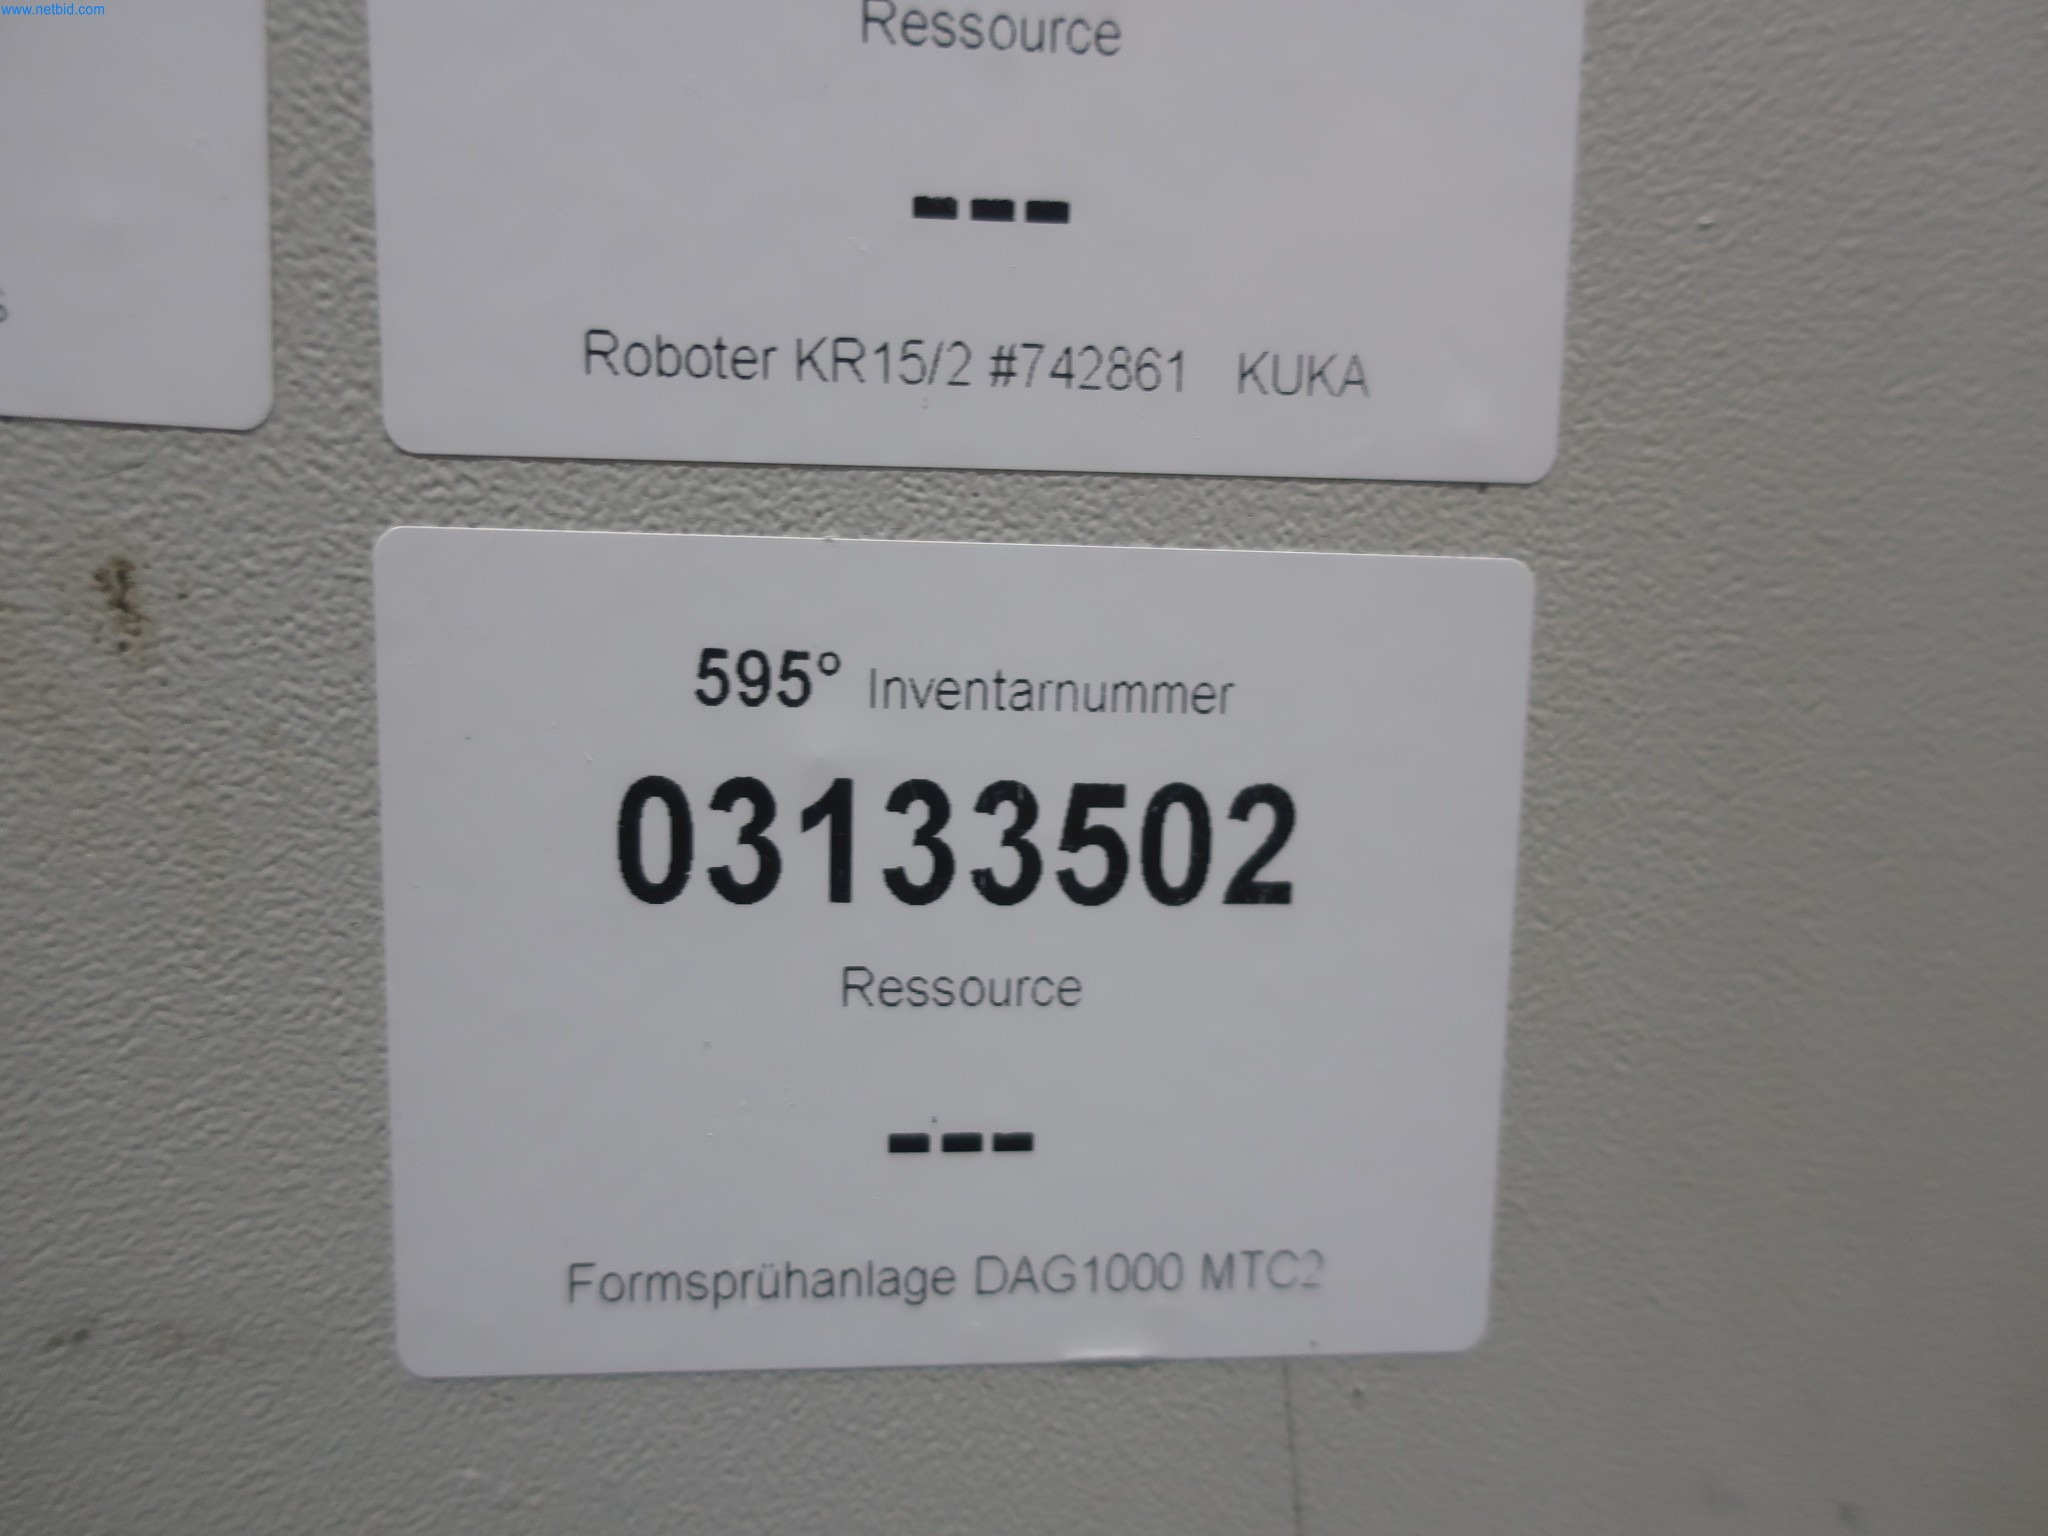 www.netbid.com
Ressource
---
Roboter KR15/2 #742861 KUKA
595° Inventarnummer
03133502
Ressource
---
Formsprühanlage DAG1000 MTC2